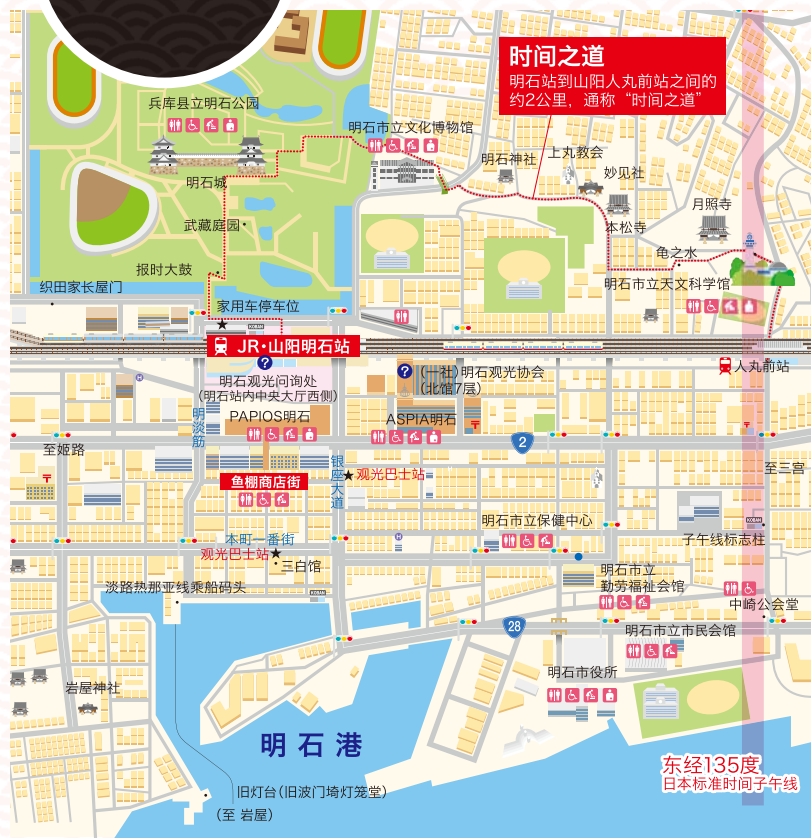 时间之道
明石站到山阳人丸前站之间的
约2公里，通称“时间之道”
兵库县立明石公园
明石市立文化博物馆
明石神社
上丸教会
妙见社
明石城
月照寺
武藏庭园
本松寺
龟之水
报时大鼓
明石市立天文科学馆
织田家长屋门
家用车停车位
KOBAN
JR・山阳明石站
?
?
(一社)明石观光协会
(北馆7层)
人丸前站
明石观光问询处
(明石站内中央大厅西侧)
PAPIOS明石
ASPIA明石
明淡筋
2
至姬路
银座大道
观光巴士站
至三宫
鱼棚商店街
明石市立保健中心
KOBAN
本町一番街
子午线标志柱
观光巴士站
三白馆
明石市立
勤劳福祉会馆
淡路热那亚线乘船码头
KOBAN
中崎公会堂
28
明石市立市民会馆
明石市役所
岩屋神社
明石港
东经135度
日本标准时间子午线
旧灯台(旧波门埼灯笼堂)
(至 岩屋)